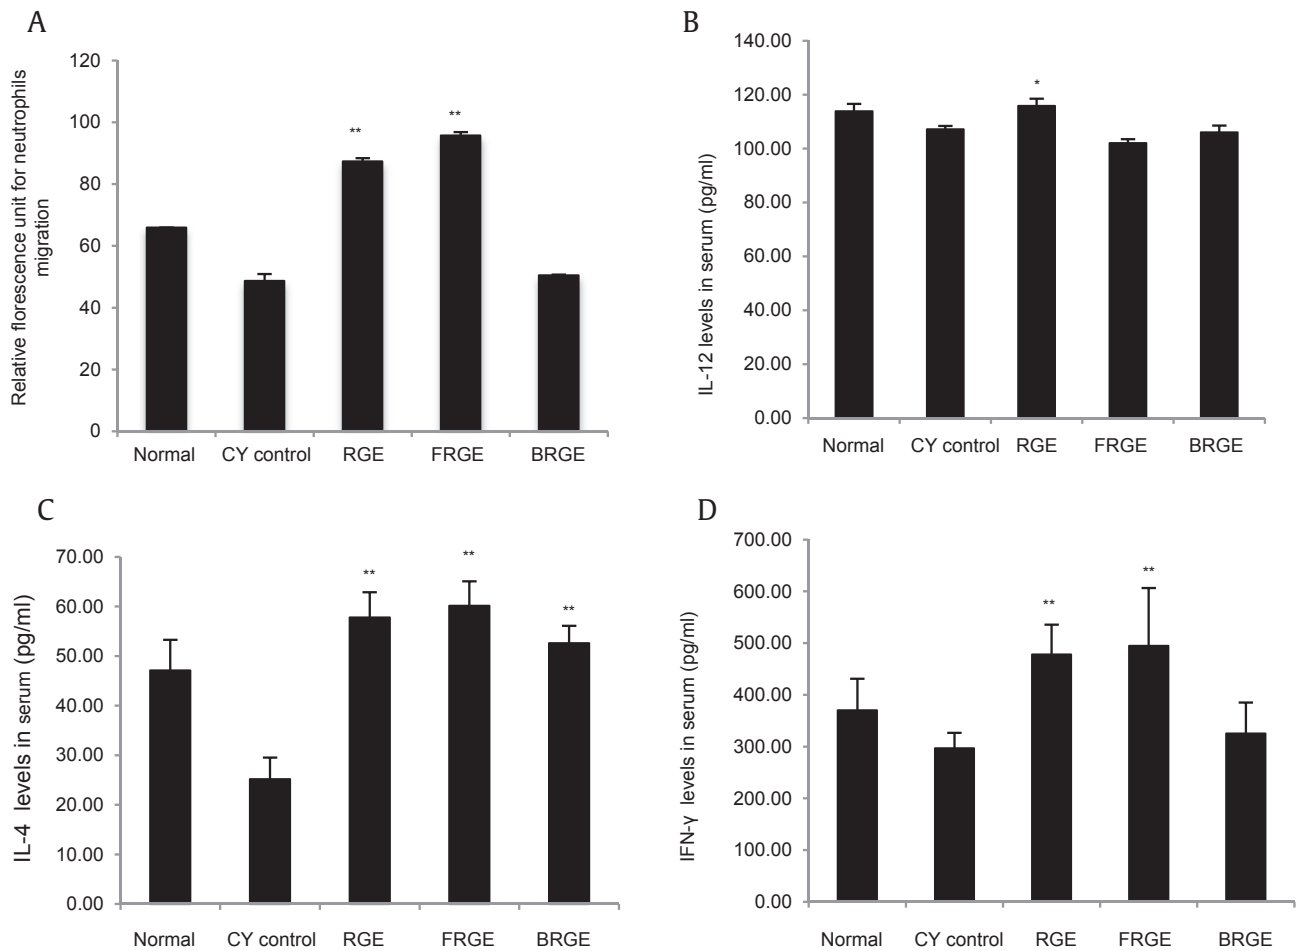 A
Relative florescence unit for neutrophils
migration
120
100
80
60
40
20
0
**
**
Normal
CY control
RGE
FRGE
BRGE
B
IL-12 levels in serum (pg/ml)
140.00
120.00
100.00
80.00
60.00
40.00
20.00
0.00
*
Normal
CY control
RGE
FRGE
BRGE
C
IL-4 levels in serum (pg/ml)
70.00
60.00
50.00
40.00
30.00
20.00
10.00
0.00
**
**
**
Normal
CY control
RGE
FRGE
BRGE
D
IFN-γ levels in serum (pg/ml)
700.00
600.00
500.00
400.00
300.00
200.00
100.00
0.00
**
**
Normal
CY control
RGE
FRGE
BRGE